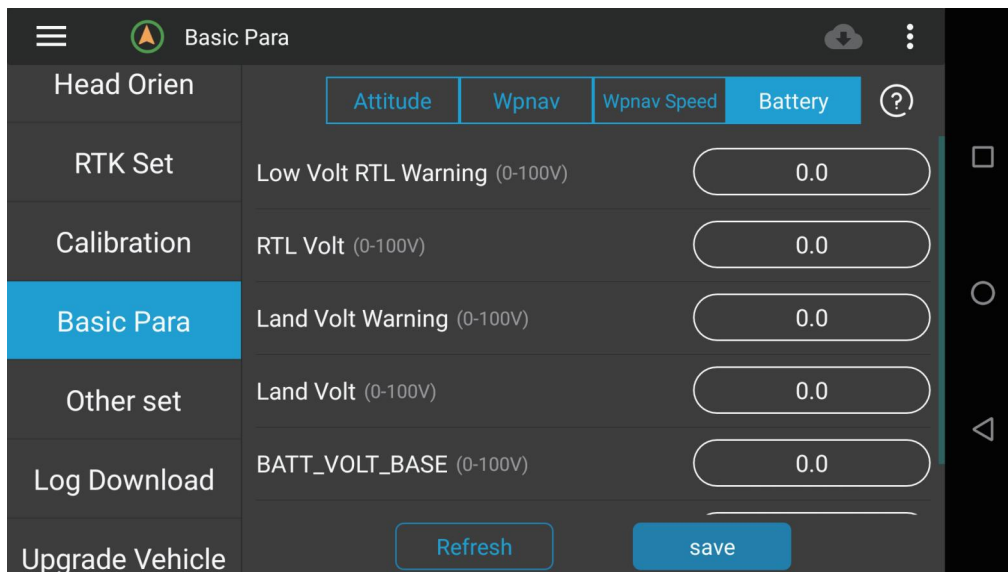 Basic Para
Head Orien
RTK Set
Calibration
Basic Para
Other set
Log Download
Upgrade Vehicle
Attitude Wpnav Wpnav Speed Battery ?
Low Volt RTL Warning (0-100V) 0.0
RTL Volt (0-100V) 0.0
Land Volt Warning (0-100V) 0.0
Land Volt (0-100V) 0.0
BATT_VOLT_BASE (0-100V) 0.0
Refresh save